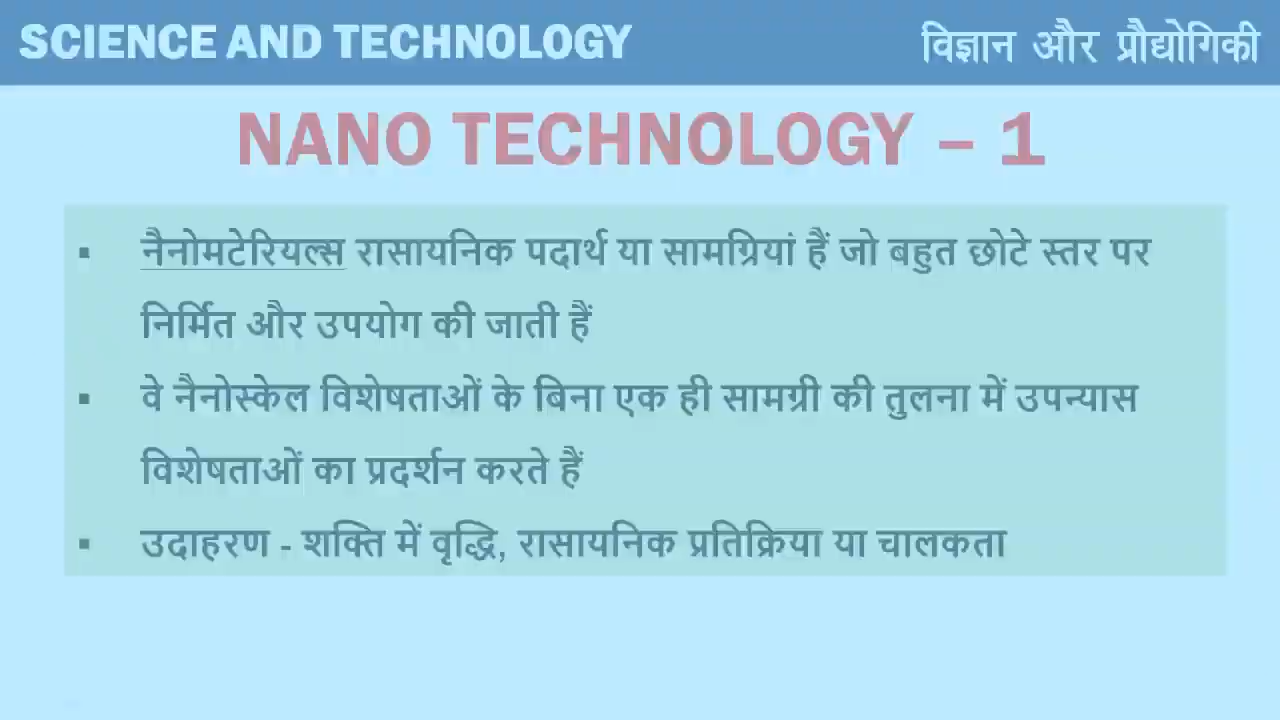 SCIENCE AND TECHNOLOGY
विज्ञान और प्रौद्योगिकी
NANO TECHNOLOGY – 1
▪ नैनोमटेरियल्स रासायनिक पदार्थ या सामग्रियां हैं जो बहुत छोटे स्तर पर
निर्मित और उपयोग की जाती हैं
▪ वे नैनोस्केल विशेषताओं के बिना एक ही सामग्री की तुलना में उपन्यास
विशेषताओं का प्रदर्शन करते हैं
▪ उदाहरण - शक्ति में वृद्धि, रासायनिक प्रतिक्रिया या चालकता